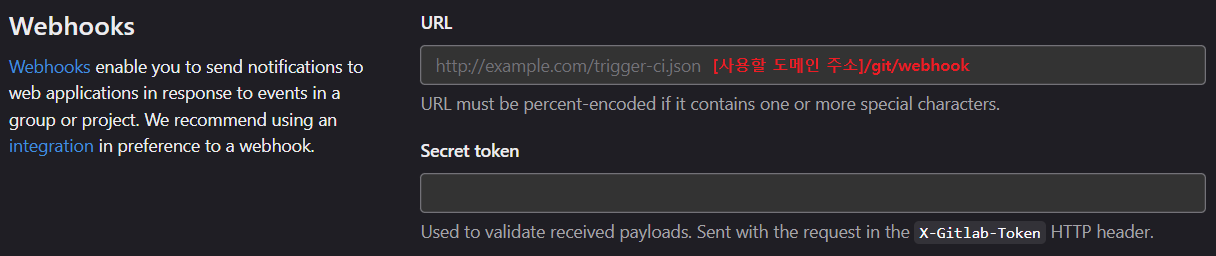 Webhooks
Webhooks enable you to send notifications to
web applications in response to events in a
group or project. We recommend using an
integration in preference to a webhook.
URL
http://example.com/trigger-ci.json [사용할 도메인 주소]/git/webhook
URL must be percent-encoded if it contains one or more special characters.
Secret token
Used to validate received payloads. Sent with the request in the X-Gitlab-Token HTTP header.